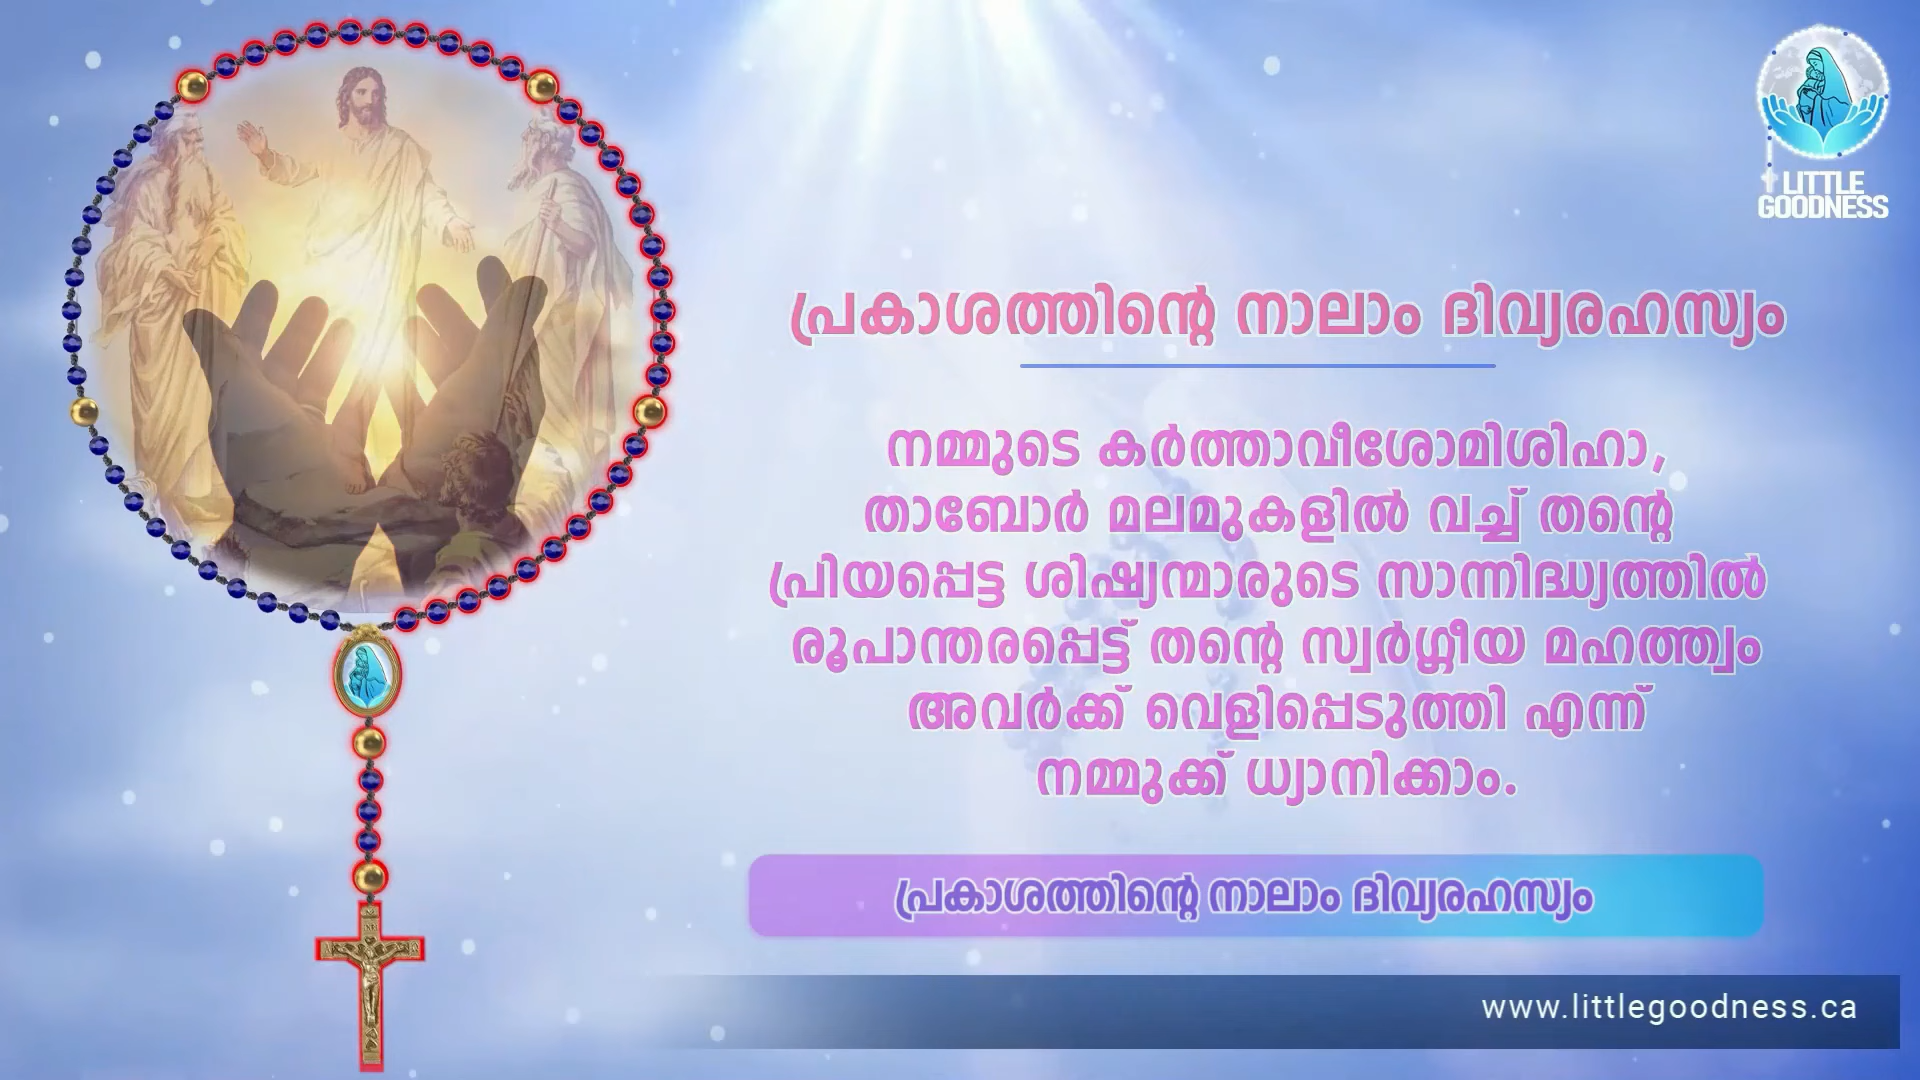 LITTLE
GOODNESS
പ്രകാശത്തിന്റെ നാലാം ദിവ്യരഹസ്യം
നമ്മുടെ കർത്താവീശോമിശിഹാ,
താബോർ മലമുകളിൽ വച്ച് തന്റെ
പ്രിയപ്പെട്ട ശിഷ്യന്മാരുടെ സാന്നിദ്ധ്യത്തിൽ
രൂപാന്തരപ്പെട്ട് തന്റെ സ്വർഗ്ഗീയ മഹത്ത്വം
അവർക്ക് വെളിപ്പെടുത്തി എന്ന്
നമ്മുക്ക് ധ്യാനിക്കാം.
പ്രകാശത്തിന്റെ നാലാം ദിവ്യരഹസ്യം
www.littlegoodness.ca